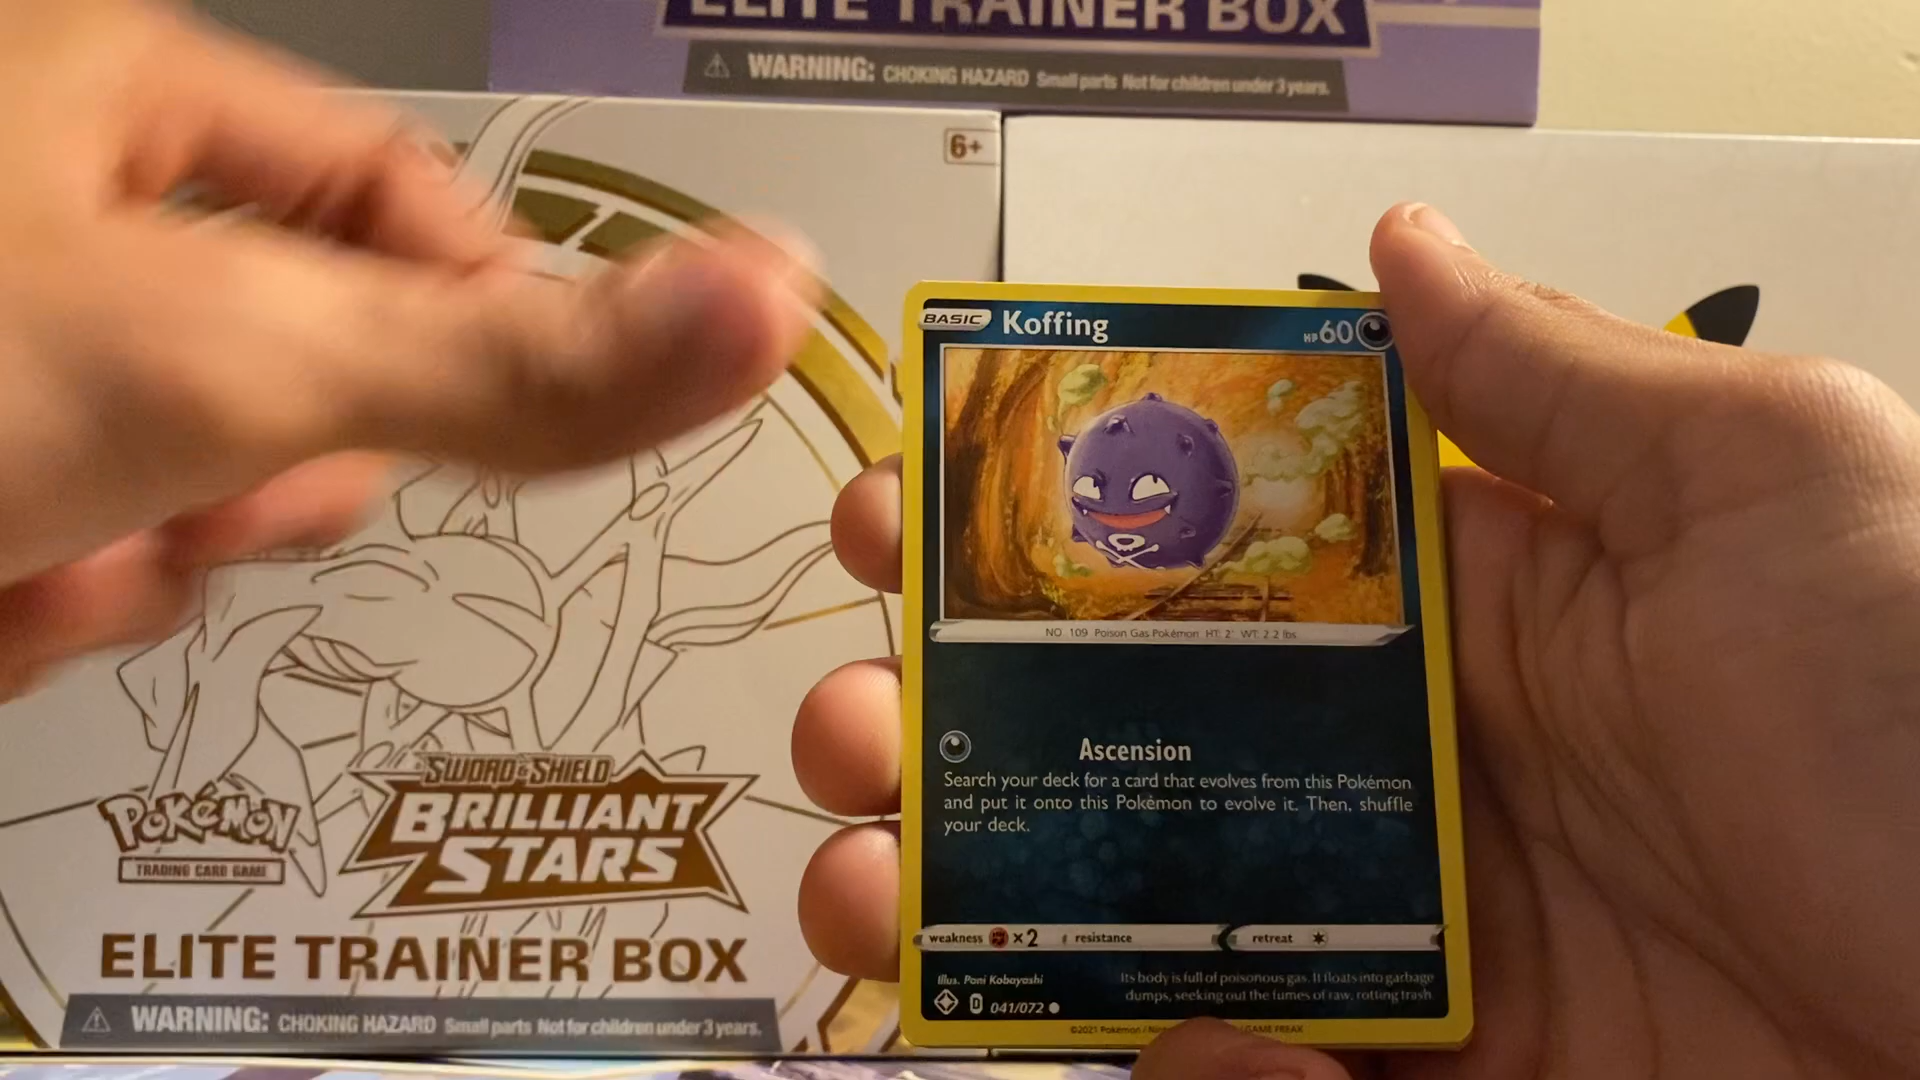 ELITE TRAINER BOX
WARNING: CHOKING HAZARD Small parts Not for children under 3 years.
6+
BASIC Koffing HP 60
NO. 109 Poison Gas Pokémon HT: 2' WT: 2.2 lbs.
Ascension
Search your deck for a card that evolves from this Pokémon
and put it onto this Pokémon to evolve it. Then, shuffle
your deck.
weakness ×2 resistance retreat
Illus. Pani Kobayashi
Its body is full of poisonous gas. It floats into garbage
dumps, seeking out the fumes of raw, rotting trash.
D 041/072
©2021 Pokémon / GAME FREAK
SWORD & SHIELD
POKÉMON
BRILLIANT
STARS
TRADING CARD GAME
ELITE TRAINER BOX
WARNING: CHOKING HAZARD Small parts Not for children under 3 years.